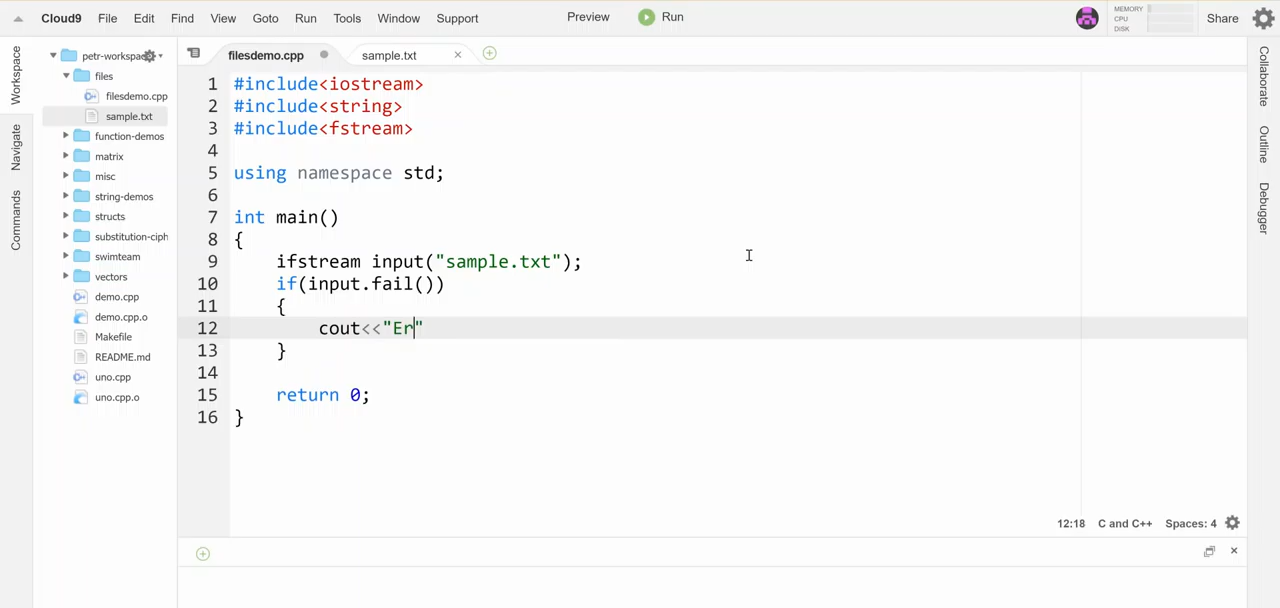 Cloud9 File Edit Find View Goto Run Tools Window Support Preview Run MEMORY CPU DISK Share
Workspace
Navigate
Commands
petr-workspac
files
filesdemo.cpp
sample.txt
function-demos
matrix
misc
string-demos
structs
substitution-ciph
swimteam
vectors
demo.cpp
demo.cpp.o
Makefile
README.md
uno.cpp
uno.cpp.o
filesdemo.cpp sample.txt
1 #include<iostream>
2 #include<string>
3 #include<fstream>
4
5 using namespace std;
6
7 int main()
8 {
9 ifstream input("sample.txt");
10 if(input.fail())
11 {
12 cout<<"Er"
13 }
14
15 return 0;
16 }
12:18 C and C++ Spaces: 4
Collaborate
Outline
Debugger